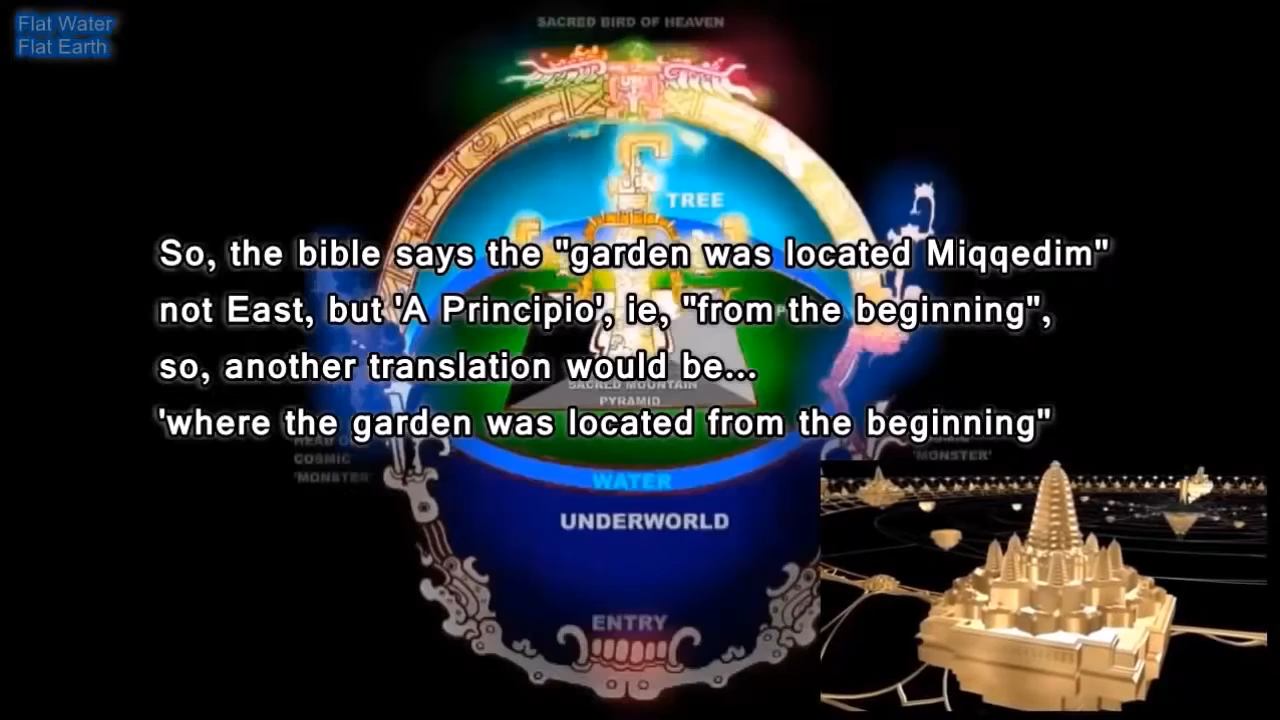 Flat Water
Flat Earth
SACRED BIRD OF HEAVEN
TREE
So, the bible says the "garden was located Miqqedim"
not East, but 'A Principio', ie, "from the beginning",
so, another translation would be...
SACRED MOUNTAIN
PYRAMID
'where the garden was located from the beginning"
COSMIC
'MONSTER'
'MONSTER'
WATER
UNDERWORLD
ENTRY